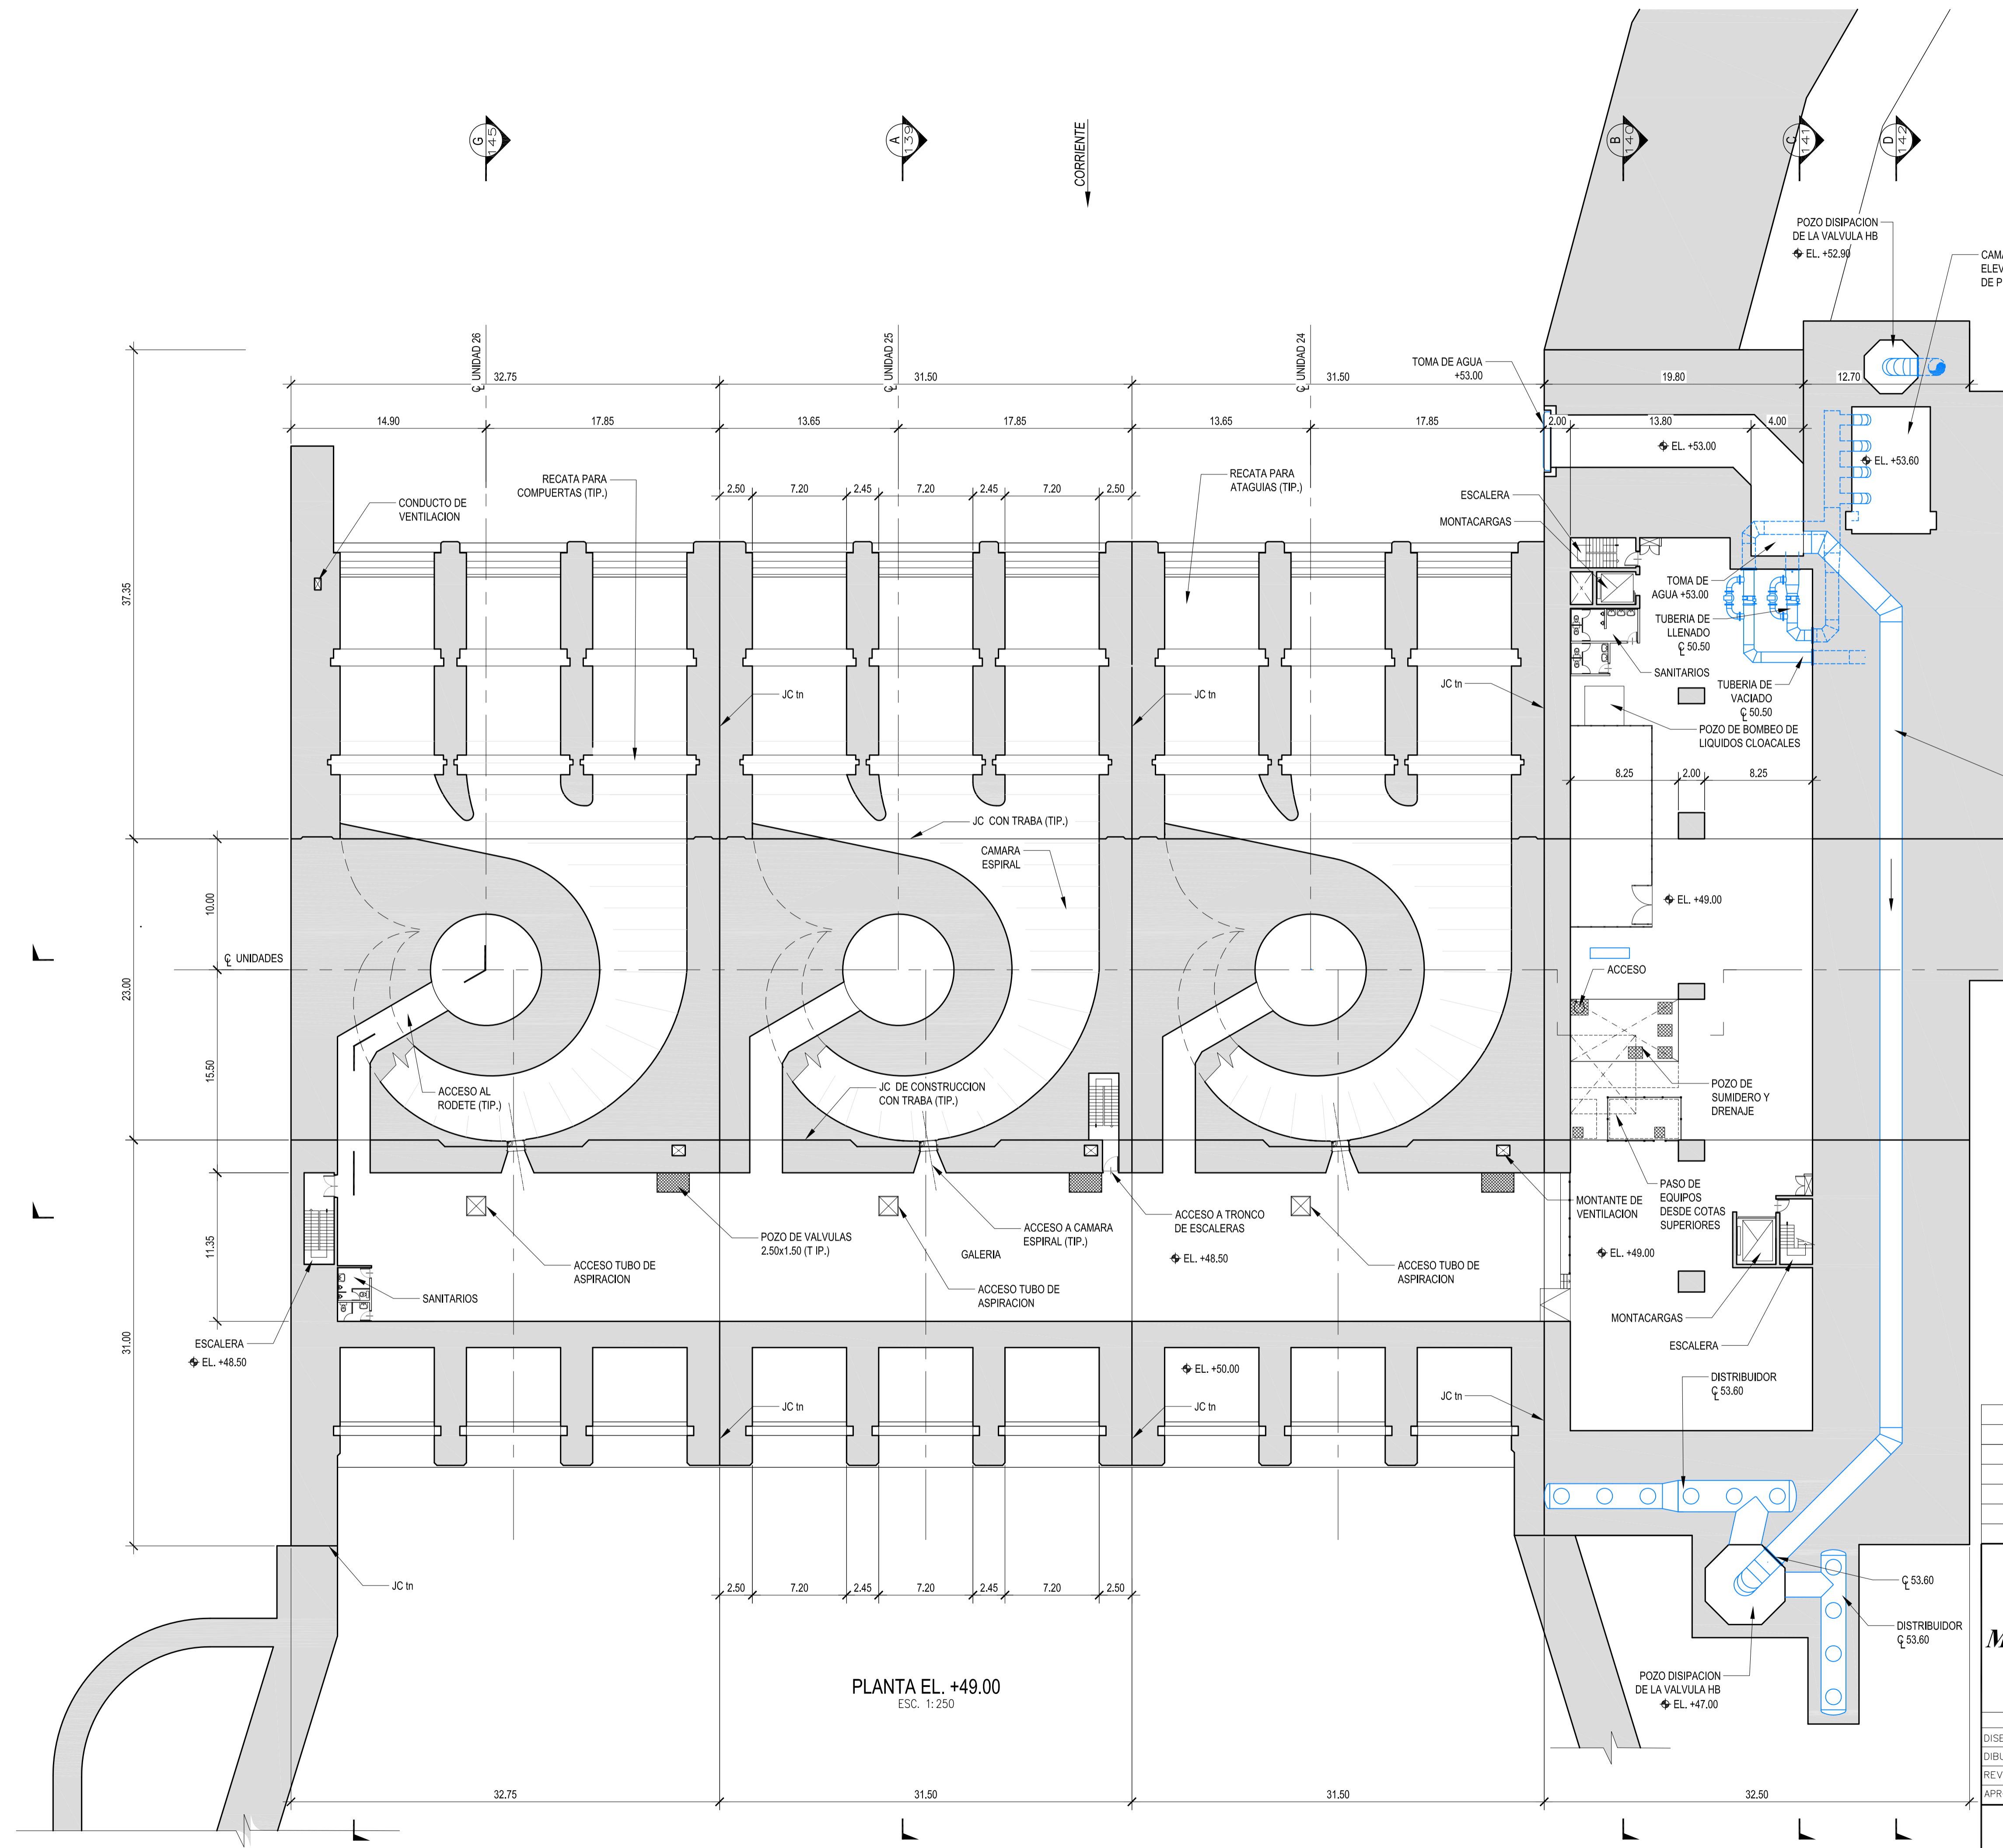 G
145
A
139
CORRIENTE
B
140
C
141
D
142
POZO DISIPACION
DE LA VALVULA HB
EL. +52.90
CAMA
ELEV
DE P
℄ UNIDAD 26
℄ UNIDAD 25
℄ UNIDAD 24
TOMA DE AGUA
+53.00
32.75
31.50
31.50
19.80
12.70
14.90
17.85
13.65
17.85
13.65
17.85
2.00
13.80
4.00
EL. +53.00
EL. +53.60
RECATA PARA
COMPUERTAS (TIP.)
CONDUCTO DE
VENTILACION
2.50
7.20
2.45
7.20
2.45
7.20
2.50
RECATA PARA
ATAGUIAS (TIP.)
ESCALERA
MONTACARGAS
37.35
TOMA DE
AGUA +53.00
TUBERIA DE
LLENADO
℄ 50.50
SANITARIOS
TUBERIA DE
VACIADO
℄ 50.50
JC tn
JC tn
JC tn
POZO DE BOMBEO DE
LIQUIDOS CLOACALES
8.25
2.00
8.25
JC CON TRABA (TIP.)
CAMARA
ESPIRAL
10.00
EL. +49.00
℄ UNIDADES
ACCESO
23.00
15.50
ACCESO AL
RODETE (TIP.)
JC DE CONSTRUCCION
CON TRABA (TIP.)
POZO DE
SUMIDERO Y
DRENAJE
PASO DE
EQUIPOS
DESDE COTAS
SUPERIORES
MONTANTE DE
VENTILACION
ACCESO A TRONCO
DE ESCALERAS
ACCESO A CAMARA
ESPIRAL (TIP.)
POZO DE VALVULAS
2.50x1.50 (T IP.)
GALERIA
EL. +48.50
EL. +49.00
11.35
ACCESO TUBO DE
ASPIRACION
ACCESO TUBO DE
ASPIRACION
ACCESO TUBO DE
ASPIRACION
SANITARIOS
MONTACARGAS
ESCALERA
31.00
ESCALERA
EL. +48.50
EL. +50.00
DISTRIBUIDOR
℄ 53.60
JC tn
JC tn
JC tn
JC tn
2.50
7.20
2.45
7.20
2.45
7.20
2.50
℄ 53.60
DISTRIBUIDOR
℄ 53.60
M
POZO DISIPACION
DE LA VALVULA HB
EL. +47.00
PLANTA EL. +49.00
ESC. 1:250
DISE
DIBU
REV
APR
32.75
31.50
31.50
32.50